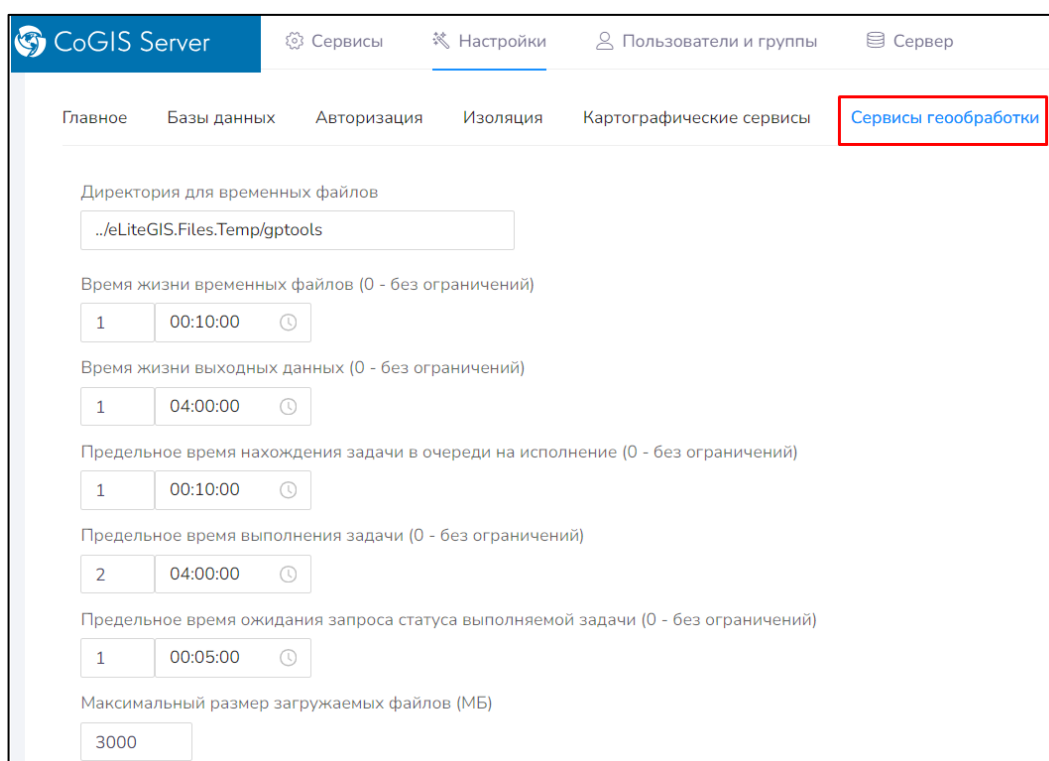 CoGIS Server Сервисы Настройки Пользователи и группы Сервер
Главное Базы данных Авторизация Изоляция Картографические сервисы Сервисы геообработки
Директория для временных файлов
../eLiteGIS.Files.Temp/gptools
Время жизни временных файлов (0 - без ограничений)
1 00:10:00
Время жизни выходных данных (0 - без ограничений)
1 04:00:00
Предельное время нахождения задачи в очереди на исполнение (0 - без ограничений)
1 00:10:00
Предельное время выполнения задачи (0 - без ограничений)
2 04:00:00
Предельное время ожидания запроса статуса выполняемой задачи (0 - без ограничений)
1 00:05:00
Максимальный размер загружаемых файлов (МБ)
3000